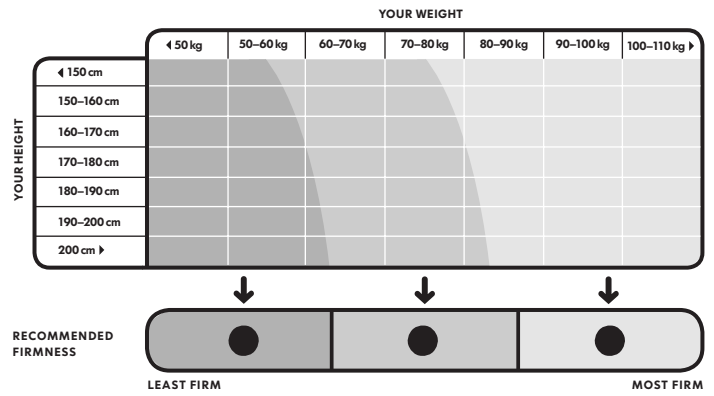 YOUR WEIGHT
◀ 50 kg 50–60 kg 60–70 kg 70–80 kg 80–90 kg 90–100 kg 100–110 kg ▶
YOUR HEIGHT
◀ 150 cm
150–160 cm
160–170 cm
170–180 cm
180–190 cm
190–200 cm
200 cm ▶
RECOMMENDED
FIRMNESS
LEAST FIRM MOST FIRM